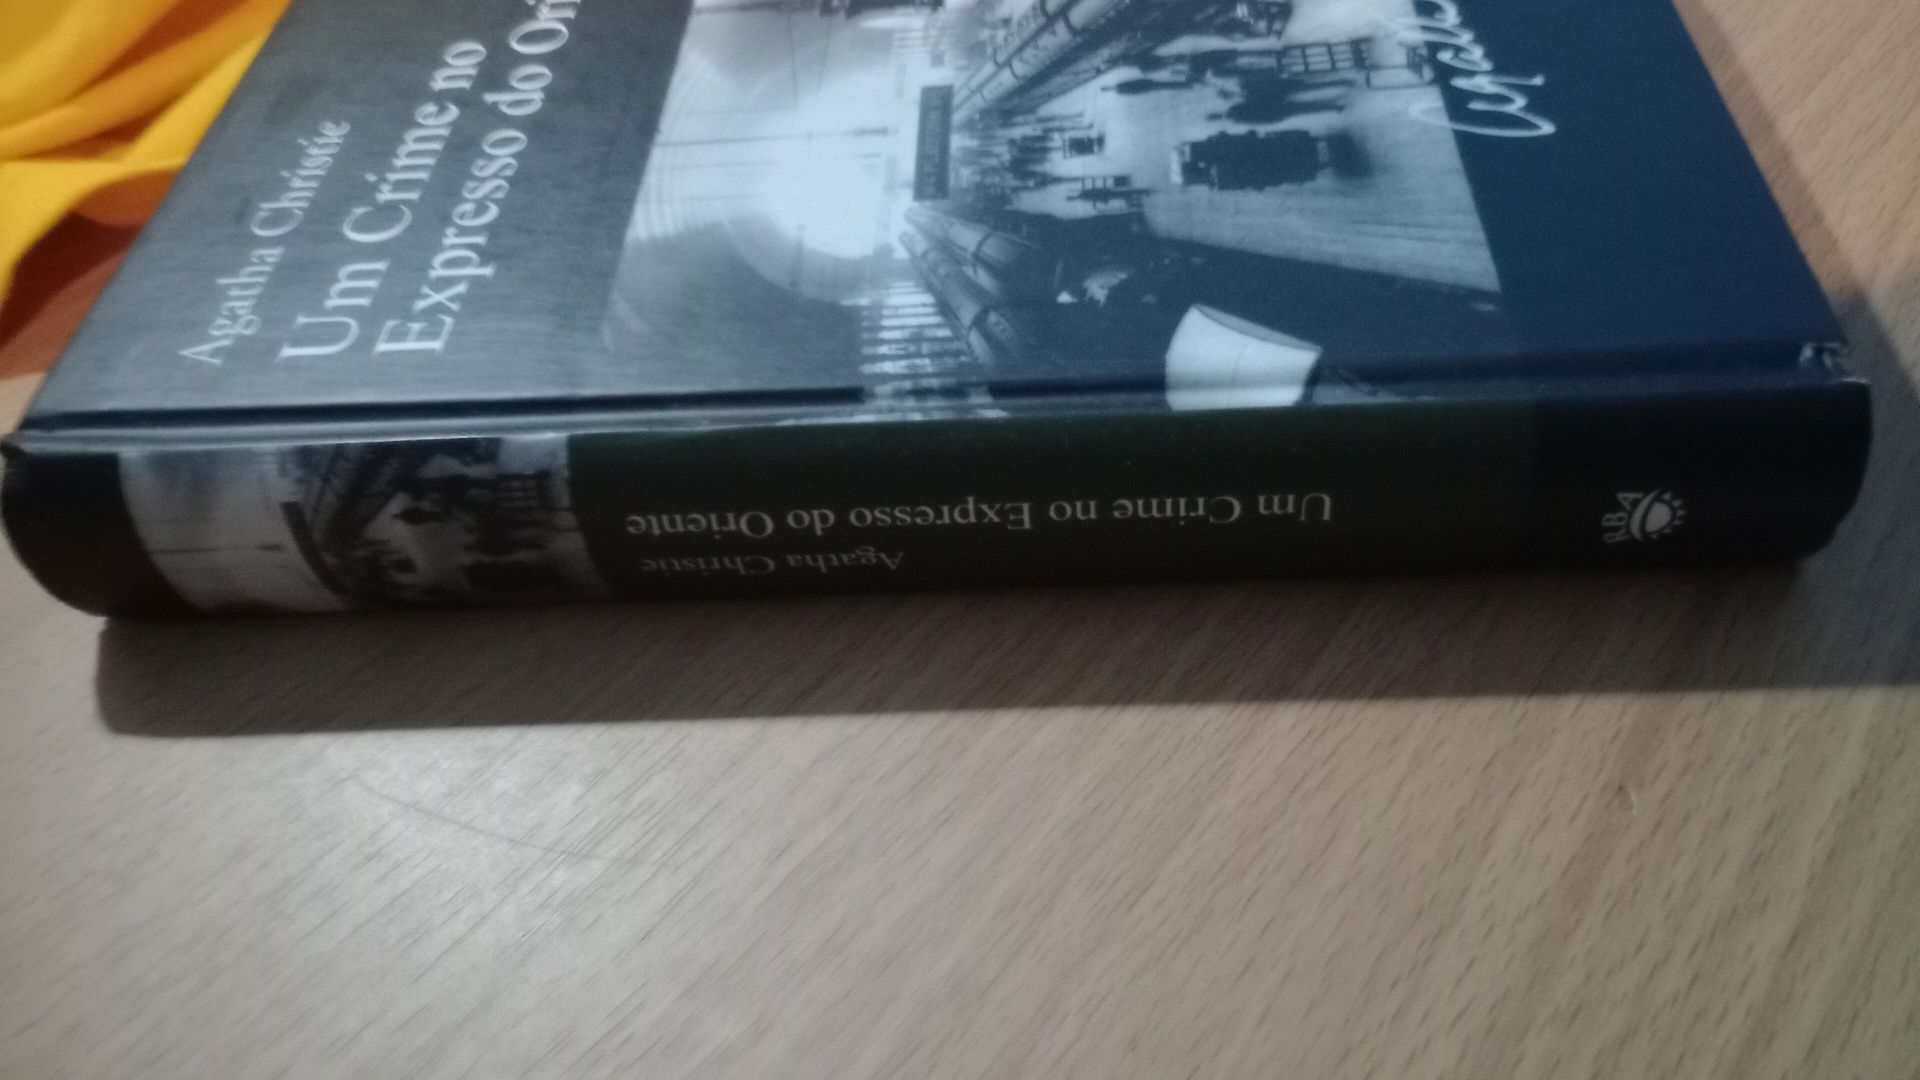 Agatha Christie
Um Crime no
Expresso do Ori
Um Crime no Expresso do Oriente
Agatha Christie
RBA